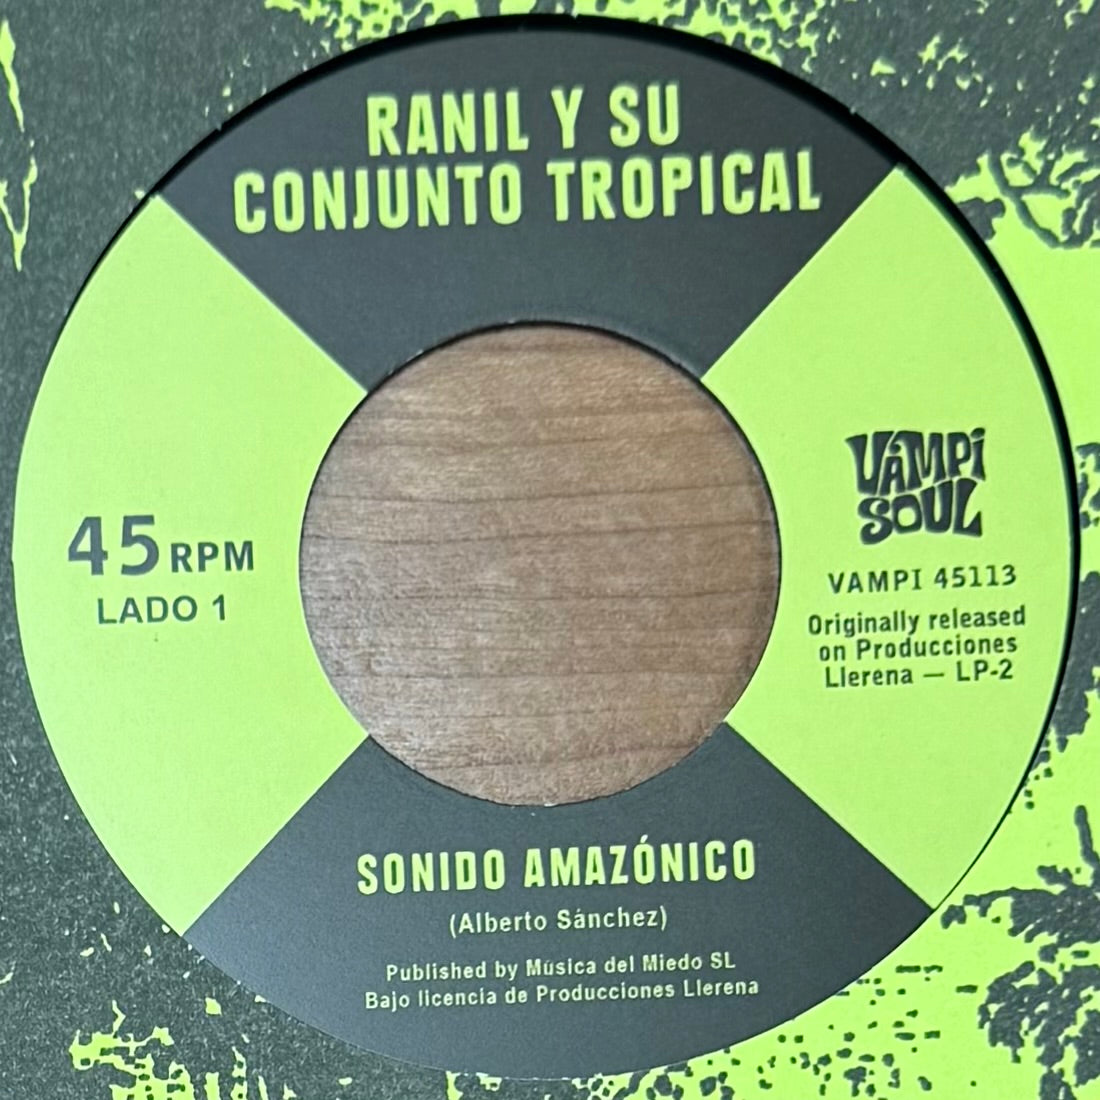 RANIL Y SU
CONJUNTO TROPICAL
45 RPM
LADO 1
VAMPI
SOUL
VAMPI 45113
Originally released
on Producciones
Llerena — LP-2
SONIDO AMAZÓNICO
(Alberto Sánchez)
Published by Música del Miedo SL
Bajo licencia de Producciones Llerena